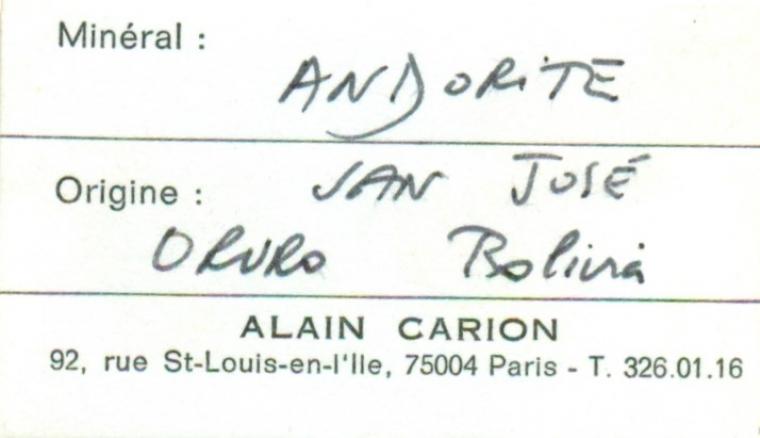 Minéral :
ANDORITE
Origine : SAN JOSÉ
ORURO Bolivia
ALAIN CARION
92, rue St-Louis-en-l'Ile, 75004 Paris - T. 326.01.16